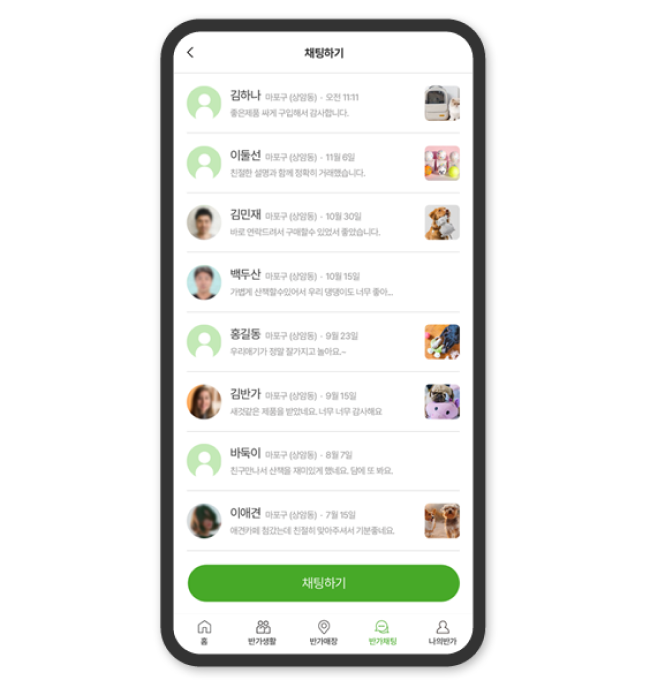 채팅하기
김하나 마포구 (상암동) · 오전 11:11
좋은제품 싸게 구입해서 감사합니다.
이둘선 마포구 (상암동) · 11월 6일
친절한 설명과 함께 정확히 거래했습니다.
김민재 마포구 (상암동) · 10월 30일
바로 연락드려서 구매할수 있었서 좋았습니다.
백두산 마포구 (상암동) · 10월 15일
가볍게 산책할수있어서 우리 댕댕이도 너무 좋아...
홍길동 마포구 (상암동) · 9월 23일
우리애기가 정말 잘가지고 놀아요.~
김반가 마포구 (상암동) · 9월 15일
새것같은 제품을 받았네요. 너무 너무 감사해요
바둑이 마포구 (상암동) · 8월 7일
친구만나서 산책을 재미있게 했네요. 담에 또 봐요.
이애견 마포구 (상암동) · 7월 15일
애견카페 첨갔는데 친절히 맞아주셔서 기분좋네요.
채팅하기
홈 반가생활 반가매장 반가채팅 나의반가